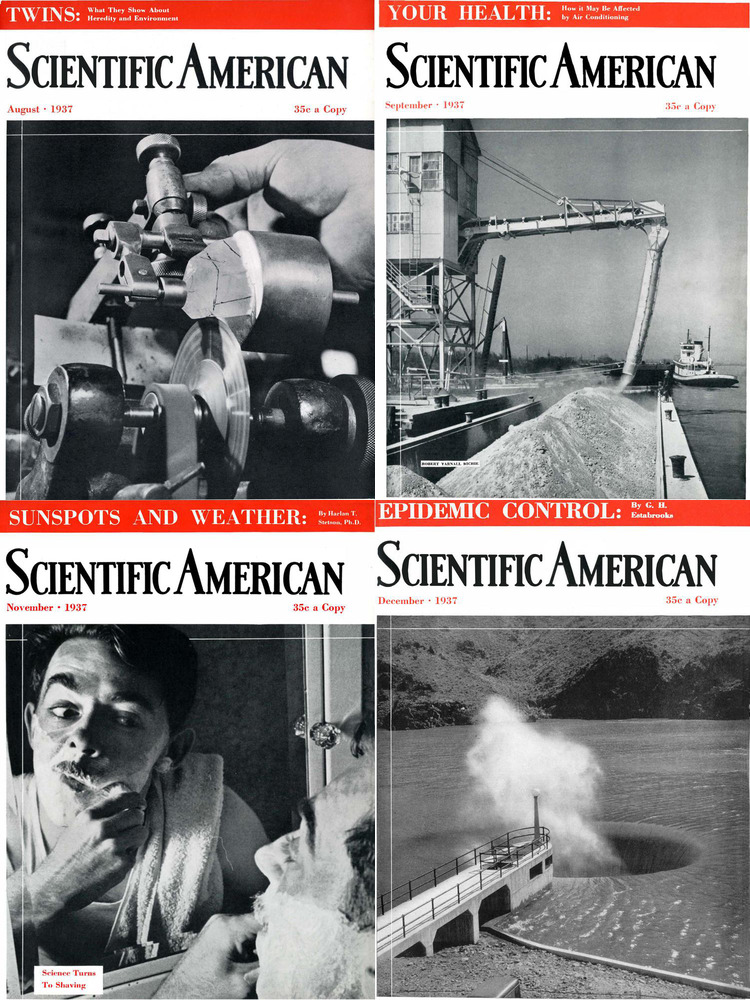 TWINS: What They Show About
Heredity and Environment
SCIENTIFIC AMERICAN
August · 1937 35c a Copy
YOUR HEALTH: How it May Be Affected
by Air Conditioning
SCIENTIFIC AMERICAN
September · 1937 35c a Copy
ROBERT YARNALL RICHIE
SUNSPOTS AND WEATHER: By Harlan T.
Stetson, Ph.D.
SCIENTIFIC AMERICAN
November · 1937 35c a Copy
Science Turns
To Shaving
EPIDEMIC CONTROL: By G. H.
Estabrooks
SCIENTIFIC AMERICAN
December · 1937 35c a Copy